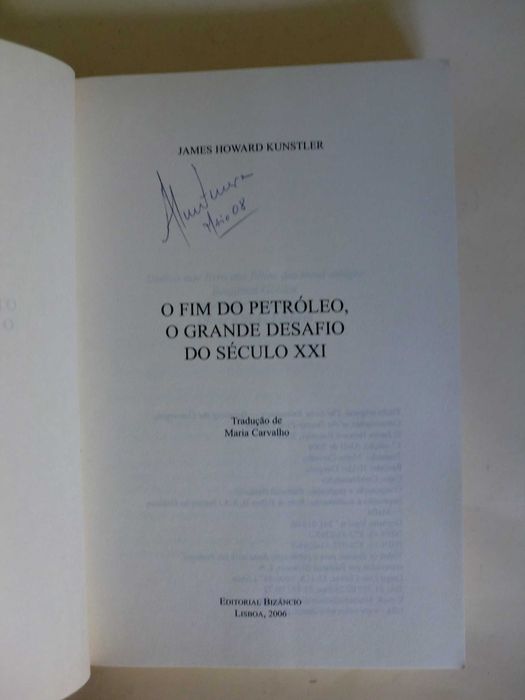 JAMES HOWARD KUNSTLER
Maio 08
O FIM DO PETRÓLEO,
O GRANDE DESAFIO
DO SÉCULO XXI
Tradução de
Maria Carvalho
EDITORIAL BIZÂNCIO
LISBOA, 2006